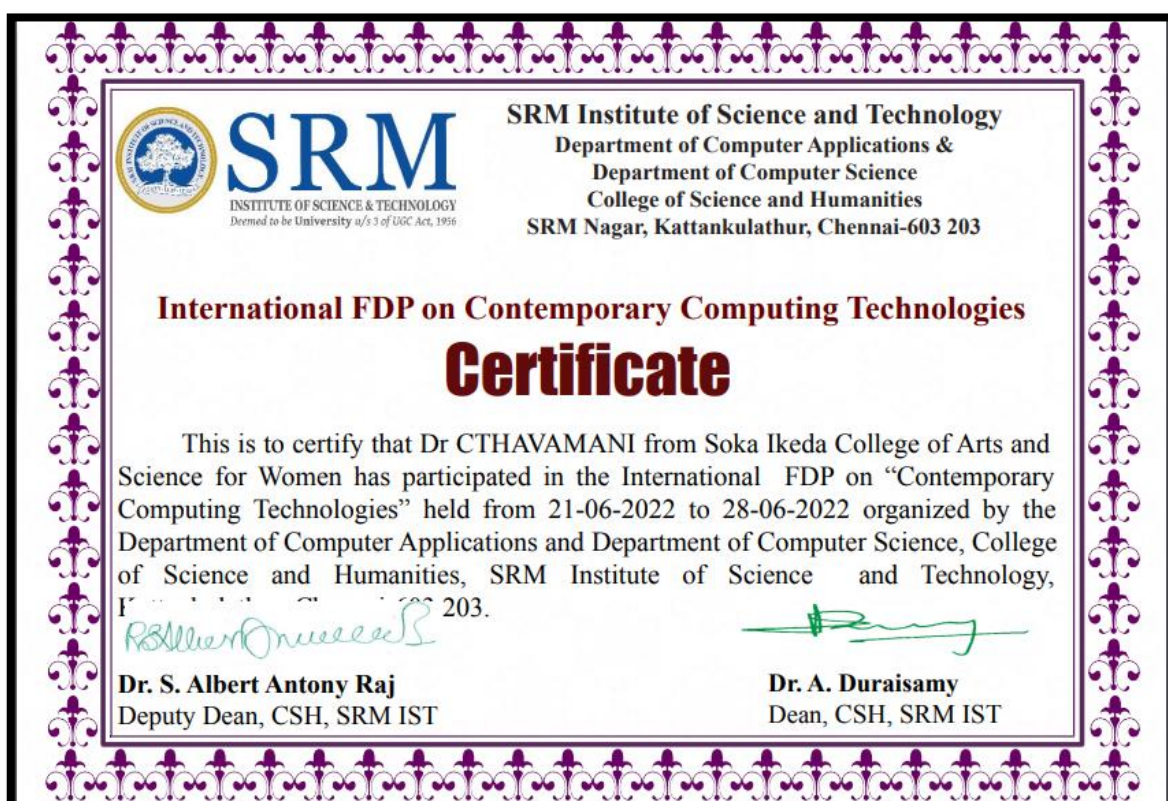 SRM
INSTITUTE OF SCIENCE & TECHNOLOGY
Deemed to be University u/s 3 of UGC Act, 1956
SRM Institute of Science and Technology
Department of Computer Applications &
Department of Computer Science
College of Science and Humanities
SRM Nagar, Kattankulathur, Chennai-603 203
International FDP on Contemporary Computing Technologies
Certificate
This is to certify that Dr CTHAVAMANI from Soka Ikeda College of Arts and
Science for Women has participated in the International FDP on “Contemporary
Computing Technologies” held from 21-06-2022 to 28-06-2022 organized by the
Department of Computer Applications and Department of Computer Science, College
of Science and Humanities, SRM Institute of Science and Technology,
203.
Dr. S. Albert Antony Raj
Deputy Dean, CSH, SRM IST
Dr. A. Duraisamy
Dean, CSH, SRM IST